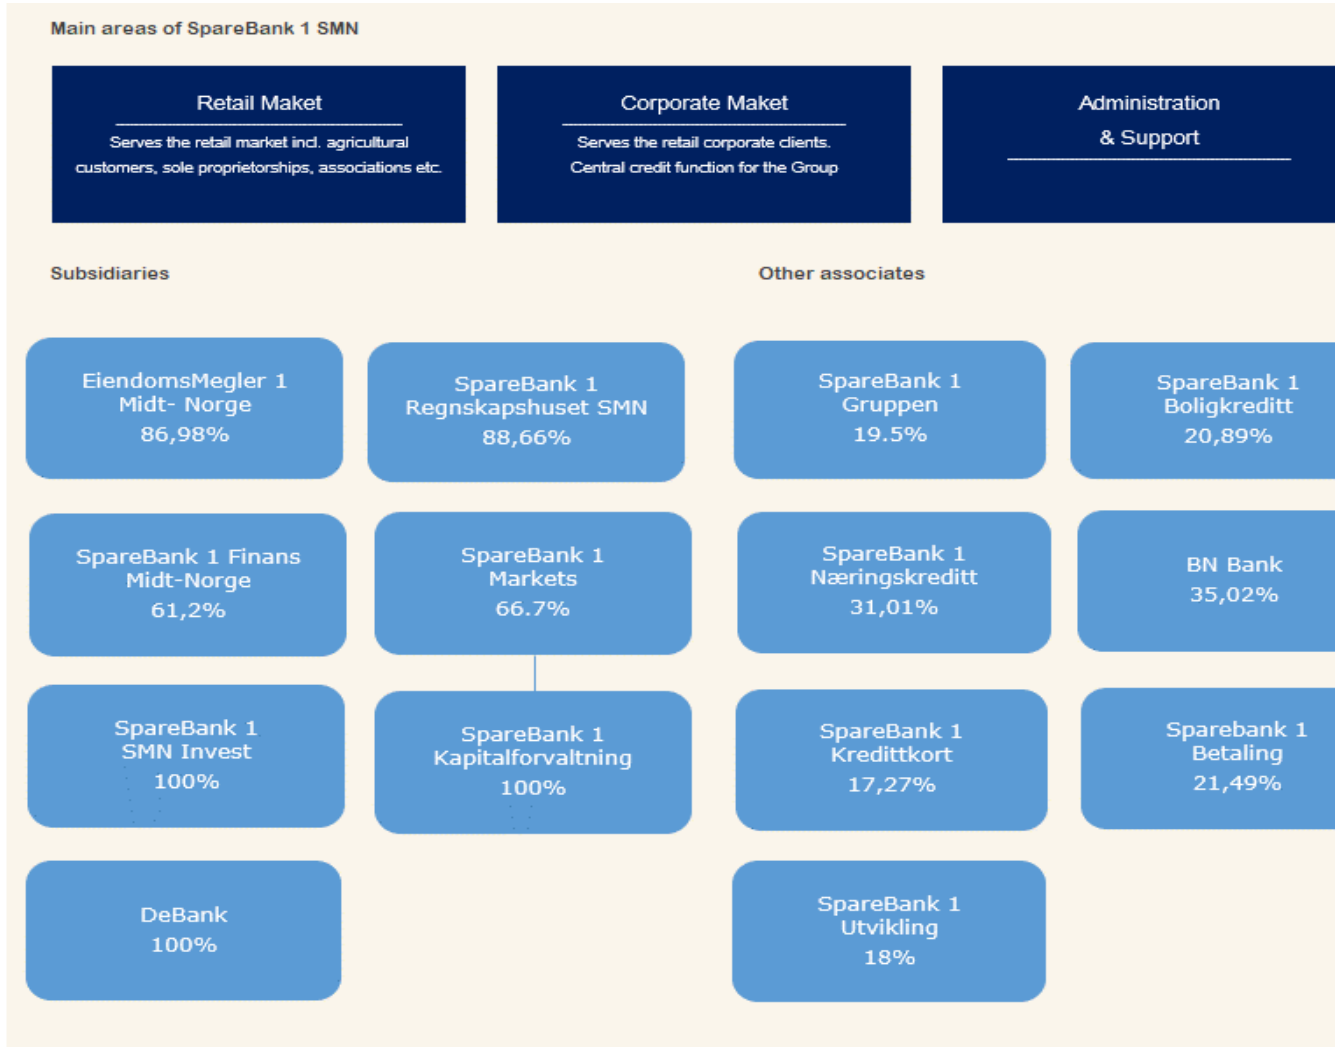 Main areas of SpareBank 1 SMN
Retail Maket
Serves the retail market incl. agricultural
customers, sole proprietorships, associations etc.
Corporate Maket
Serves the retail corporate clients.
Central credit function for the Group
Administration
& Support
Subsidiaries
EiendomsMegler 1
Midt- Norge
86,98%
SpareBank 1
Regnskapshuset SMN
88,66%
SpareBank 1 Finans
Midt-Norge
61,2%
SpareBank 1
Markets
66.7%
SpareBank 1
SMN Invest
100%
SpareBank 1
Kapitalforvaltning
100%
DeBank
100%
Other associates
SpareBank 1
Gruppen
19.5%
SpareBank 1
Boligkreditt
20,89%
SpareBank 1
Næringskreditt
31,01%
BN Bank
35,02%
SpareBank 1
Kredittkort
17,27%
Sparebank 1
Betaling
21,49%
SpareBank 1
Utvikling
18%